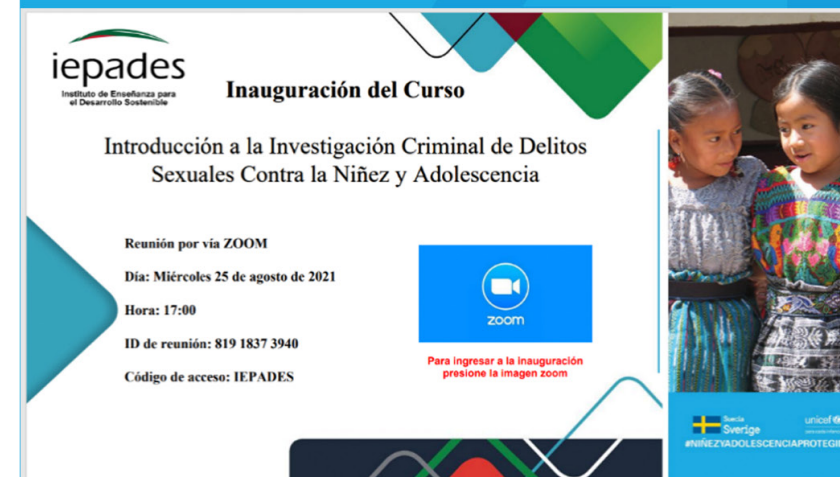 iepades
Instituto de Enseñanza para
el Desarrollo Sostenible
Inauguración del Curso
Introducción a la Investigación Criminal de Delitos
Sexuales Contra la Niñez y Adolescencia
Reunión por vía ZOOM
Día: Miércoles 25 de agosto de 2021
Hora: 17:00
ID de reunión: 819 1837 3940
Código de acceso: IEPADES
zoom
Para ingresar a la inauguración
presione la imagen zoom
Suecia
Sverige
unicef